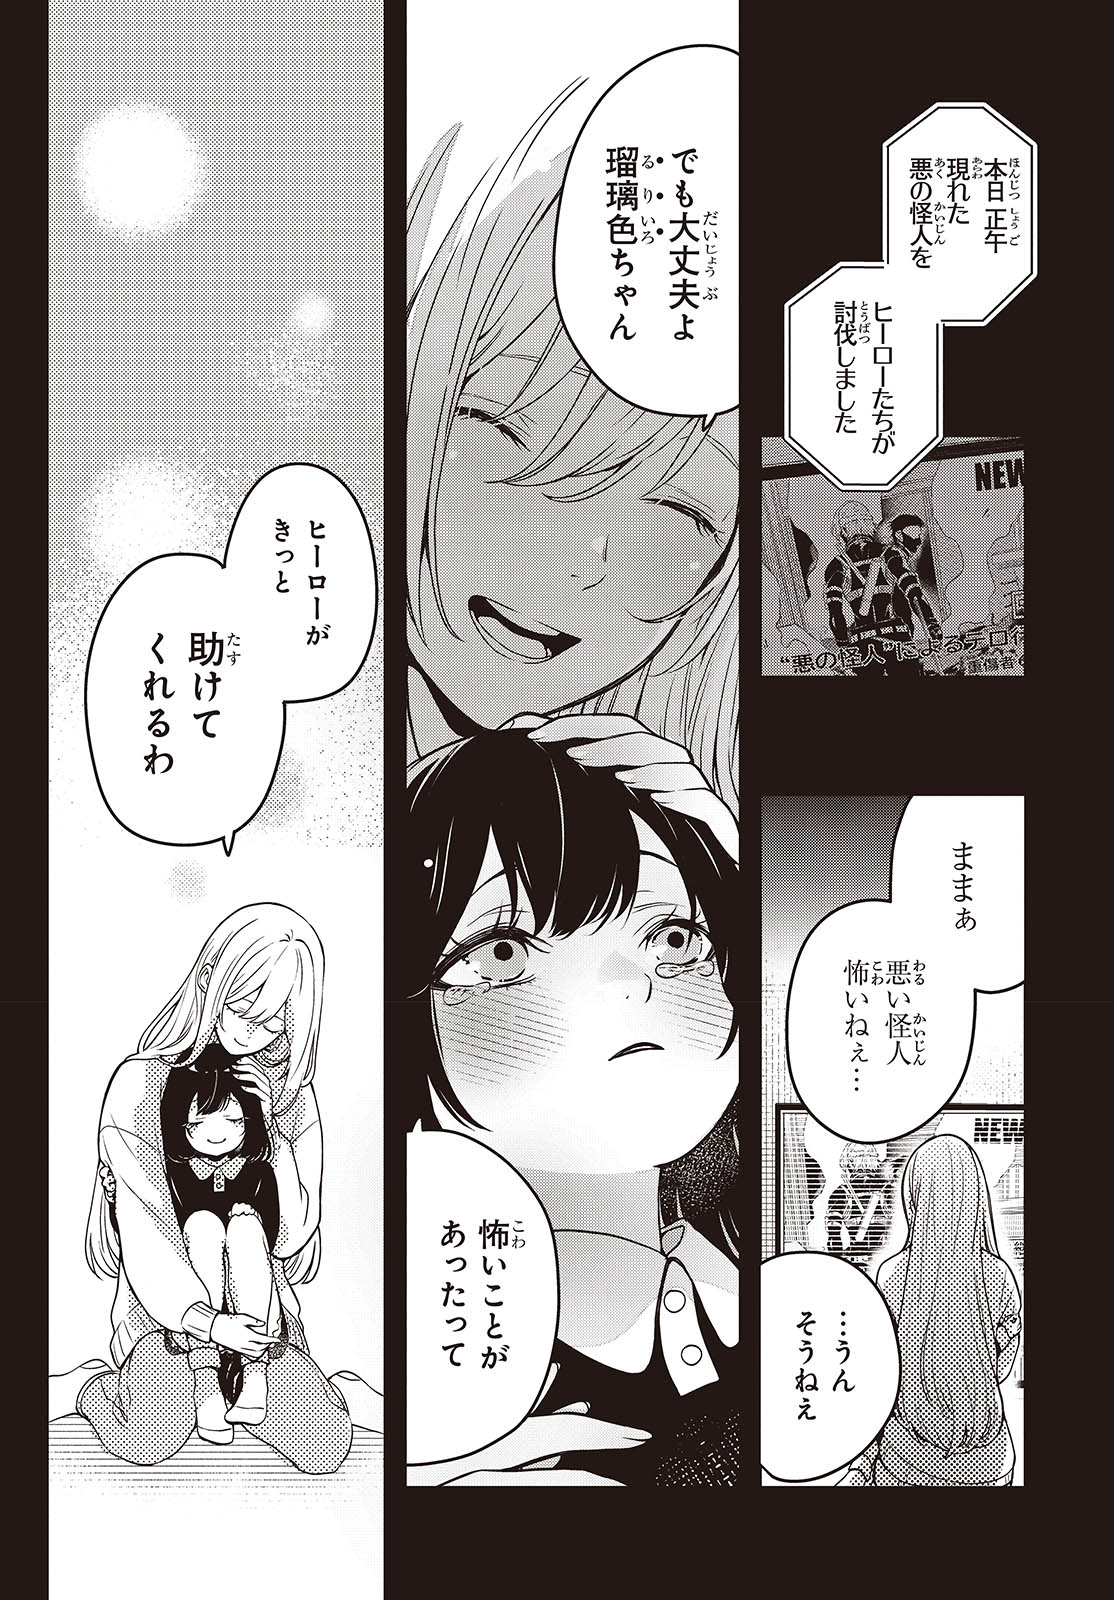 本日正午
現れた
悪の怪人を
ヒーローたちが
討伐しました
NEW
“悪の怪人”によるテロ行
重傷者
ままぁ
悪い怪人
怖いねぇ…
NEW
…うん
そうねえ
でも大丈夫よ
瑠璃色ちゃん
怖いことが
あったって
ヒーローが
きっと
助けて
くれるわ